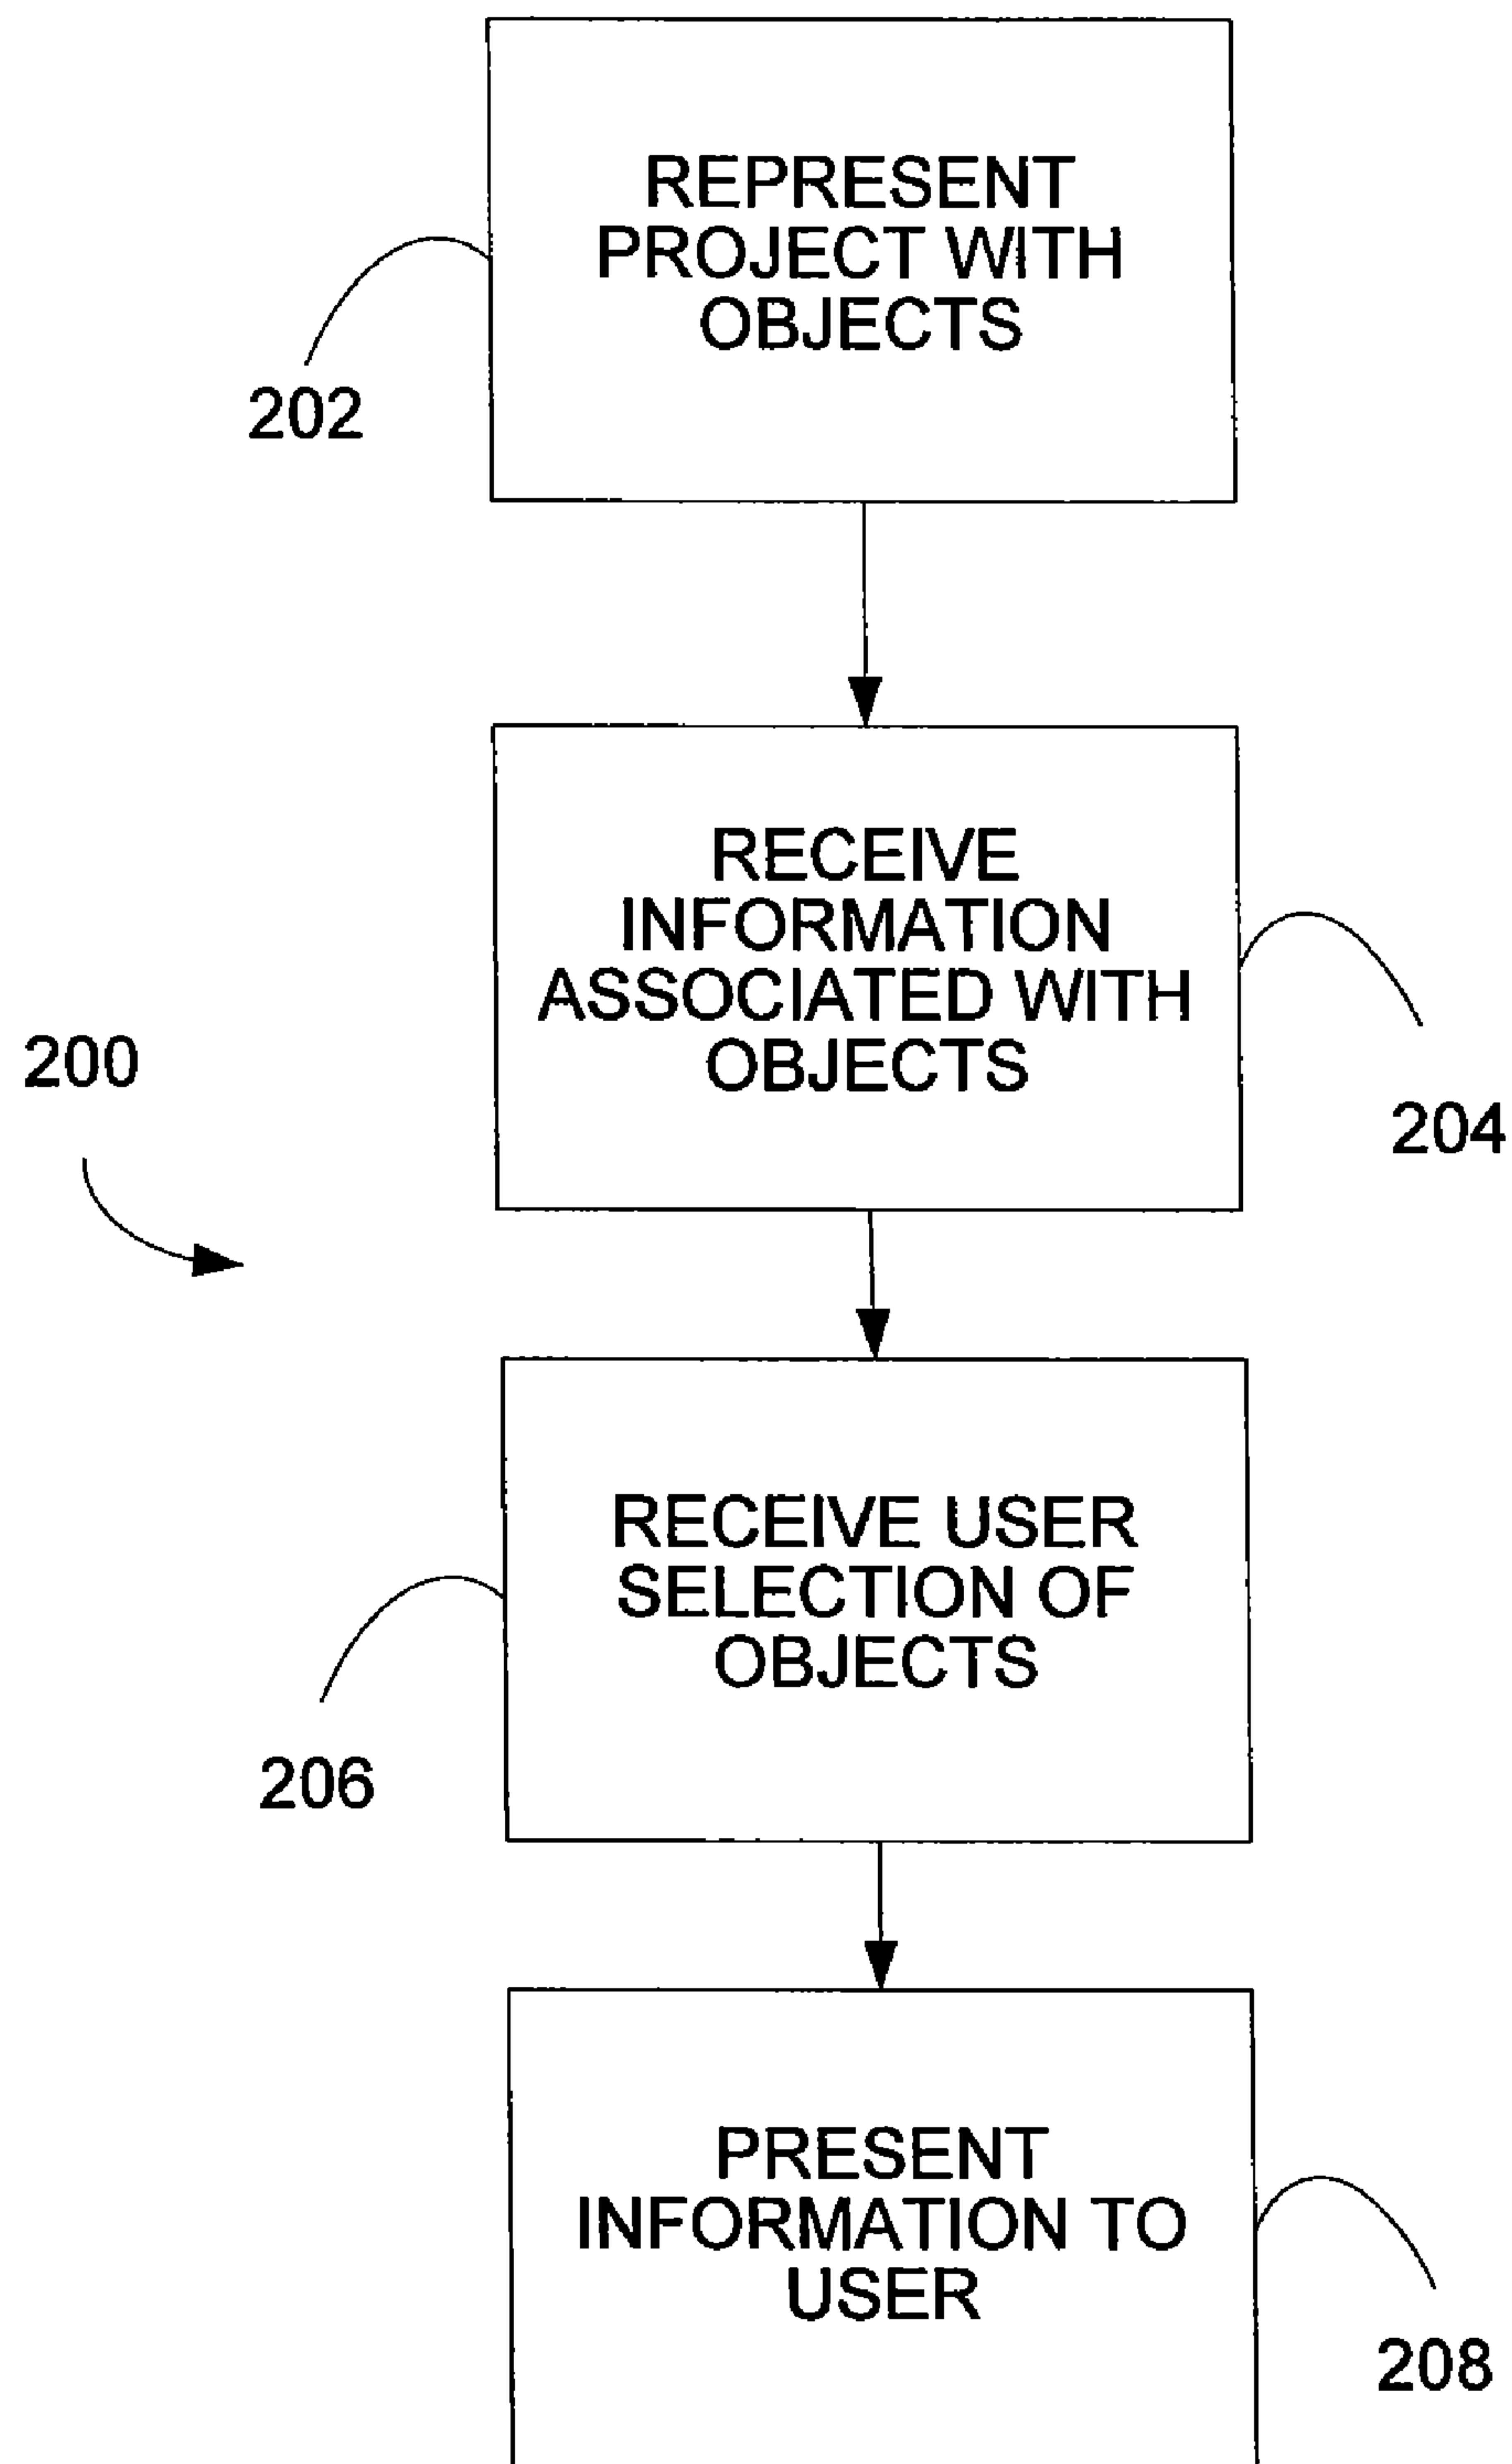 REPRESENT
PROJECT WITH
OBJECTS
202
RECEIVE
INFORMATION
ASSOCIATED WITH
OBJECTS
200
204
RECEIVE USER
SELECTION OF
OBJECTS
206
PRESENT
INFORMATION TO
USER
208